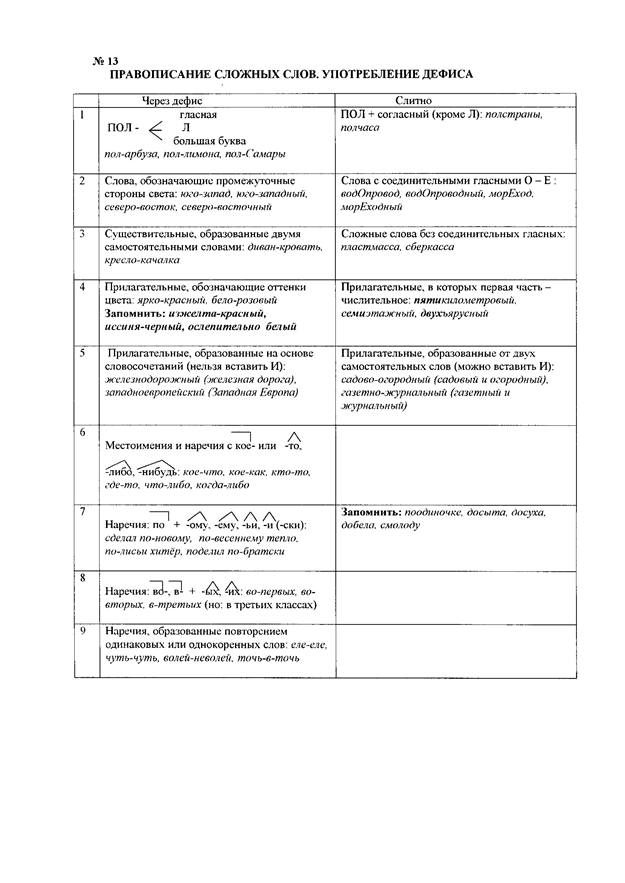 № 13
ПРАВОПИСАНИЕ СЛОЖНЫХ СЛОВ. УПОТРЕБЛЕНИЕ ДЕФИСА
Через дефис
Слитно
1
гласная
ПОЛ - Л
большая буква
пол-арбуза, пол-лимона, пол-Самары
ПОЛ + согласный (кроме Л): полстраны,
полчаса
2
Слова, обозначающие промежуточные
стороны света: юго-запад, юго-западный,
северо-восток, северо-восточный
Слова с соединительными гласными О – Е :
водОпровод, водОпроводный, морЕход,
морЕходный
3
Существительные, образованные двумя
самостоятельными словами: диван-кровать,
кресло-качалка
Сложные слова без соединительных гласных:
пластмасса, сберкасса
4
Прилагательные, обозначающие оттенки
цвета: ярко-красный, бело-розовый
Запомнить: изжелта-красный,
иссиня-черный, ослепительно белый
Прилагательные, в которых первая часть –
числительное: пятикилометровый,
семиэтажный, двухъярусный
5
Прилагательные, образованные на основе
словосочетаний (нельзя вставить И):
железнодорожный (железная дорога),
западноевропейский (Западная Европа)
Прилагательные, образованные от двух
самостоятельных слов (можно вставить И):
садово-огородный (садовый и огородный),
газетно-журнальный (газетный и
журнальный)
6
Местоимения и наречия с кое- или -то,
-либо, -нибудь: кое-что, кое-как, кто-то,
где-то, что-либо, когда-либо
7
Наречия: по + -ому, -ему, -ьи, -и (-ски):
сделал по-новому, по-весеннему тепло,
по-лисьи хитёр, поделил по-братски
Запомнить: поодиночке, досыта, досуха,
добела, смолоду
8
Наречия: во-, в- + -ых, -их: во-первых, во-
вторых, в-третьих (но: в третьих классах)
9
Наречия, образованные повторением
одинаковых или однокоренных слов: еле-еле,
чуть-чуть, волей-неволей, точь-в-точь